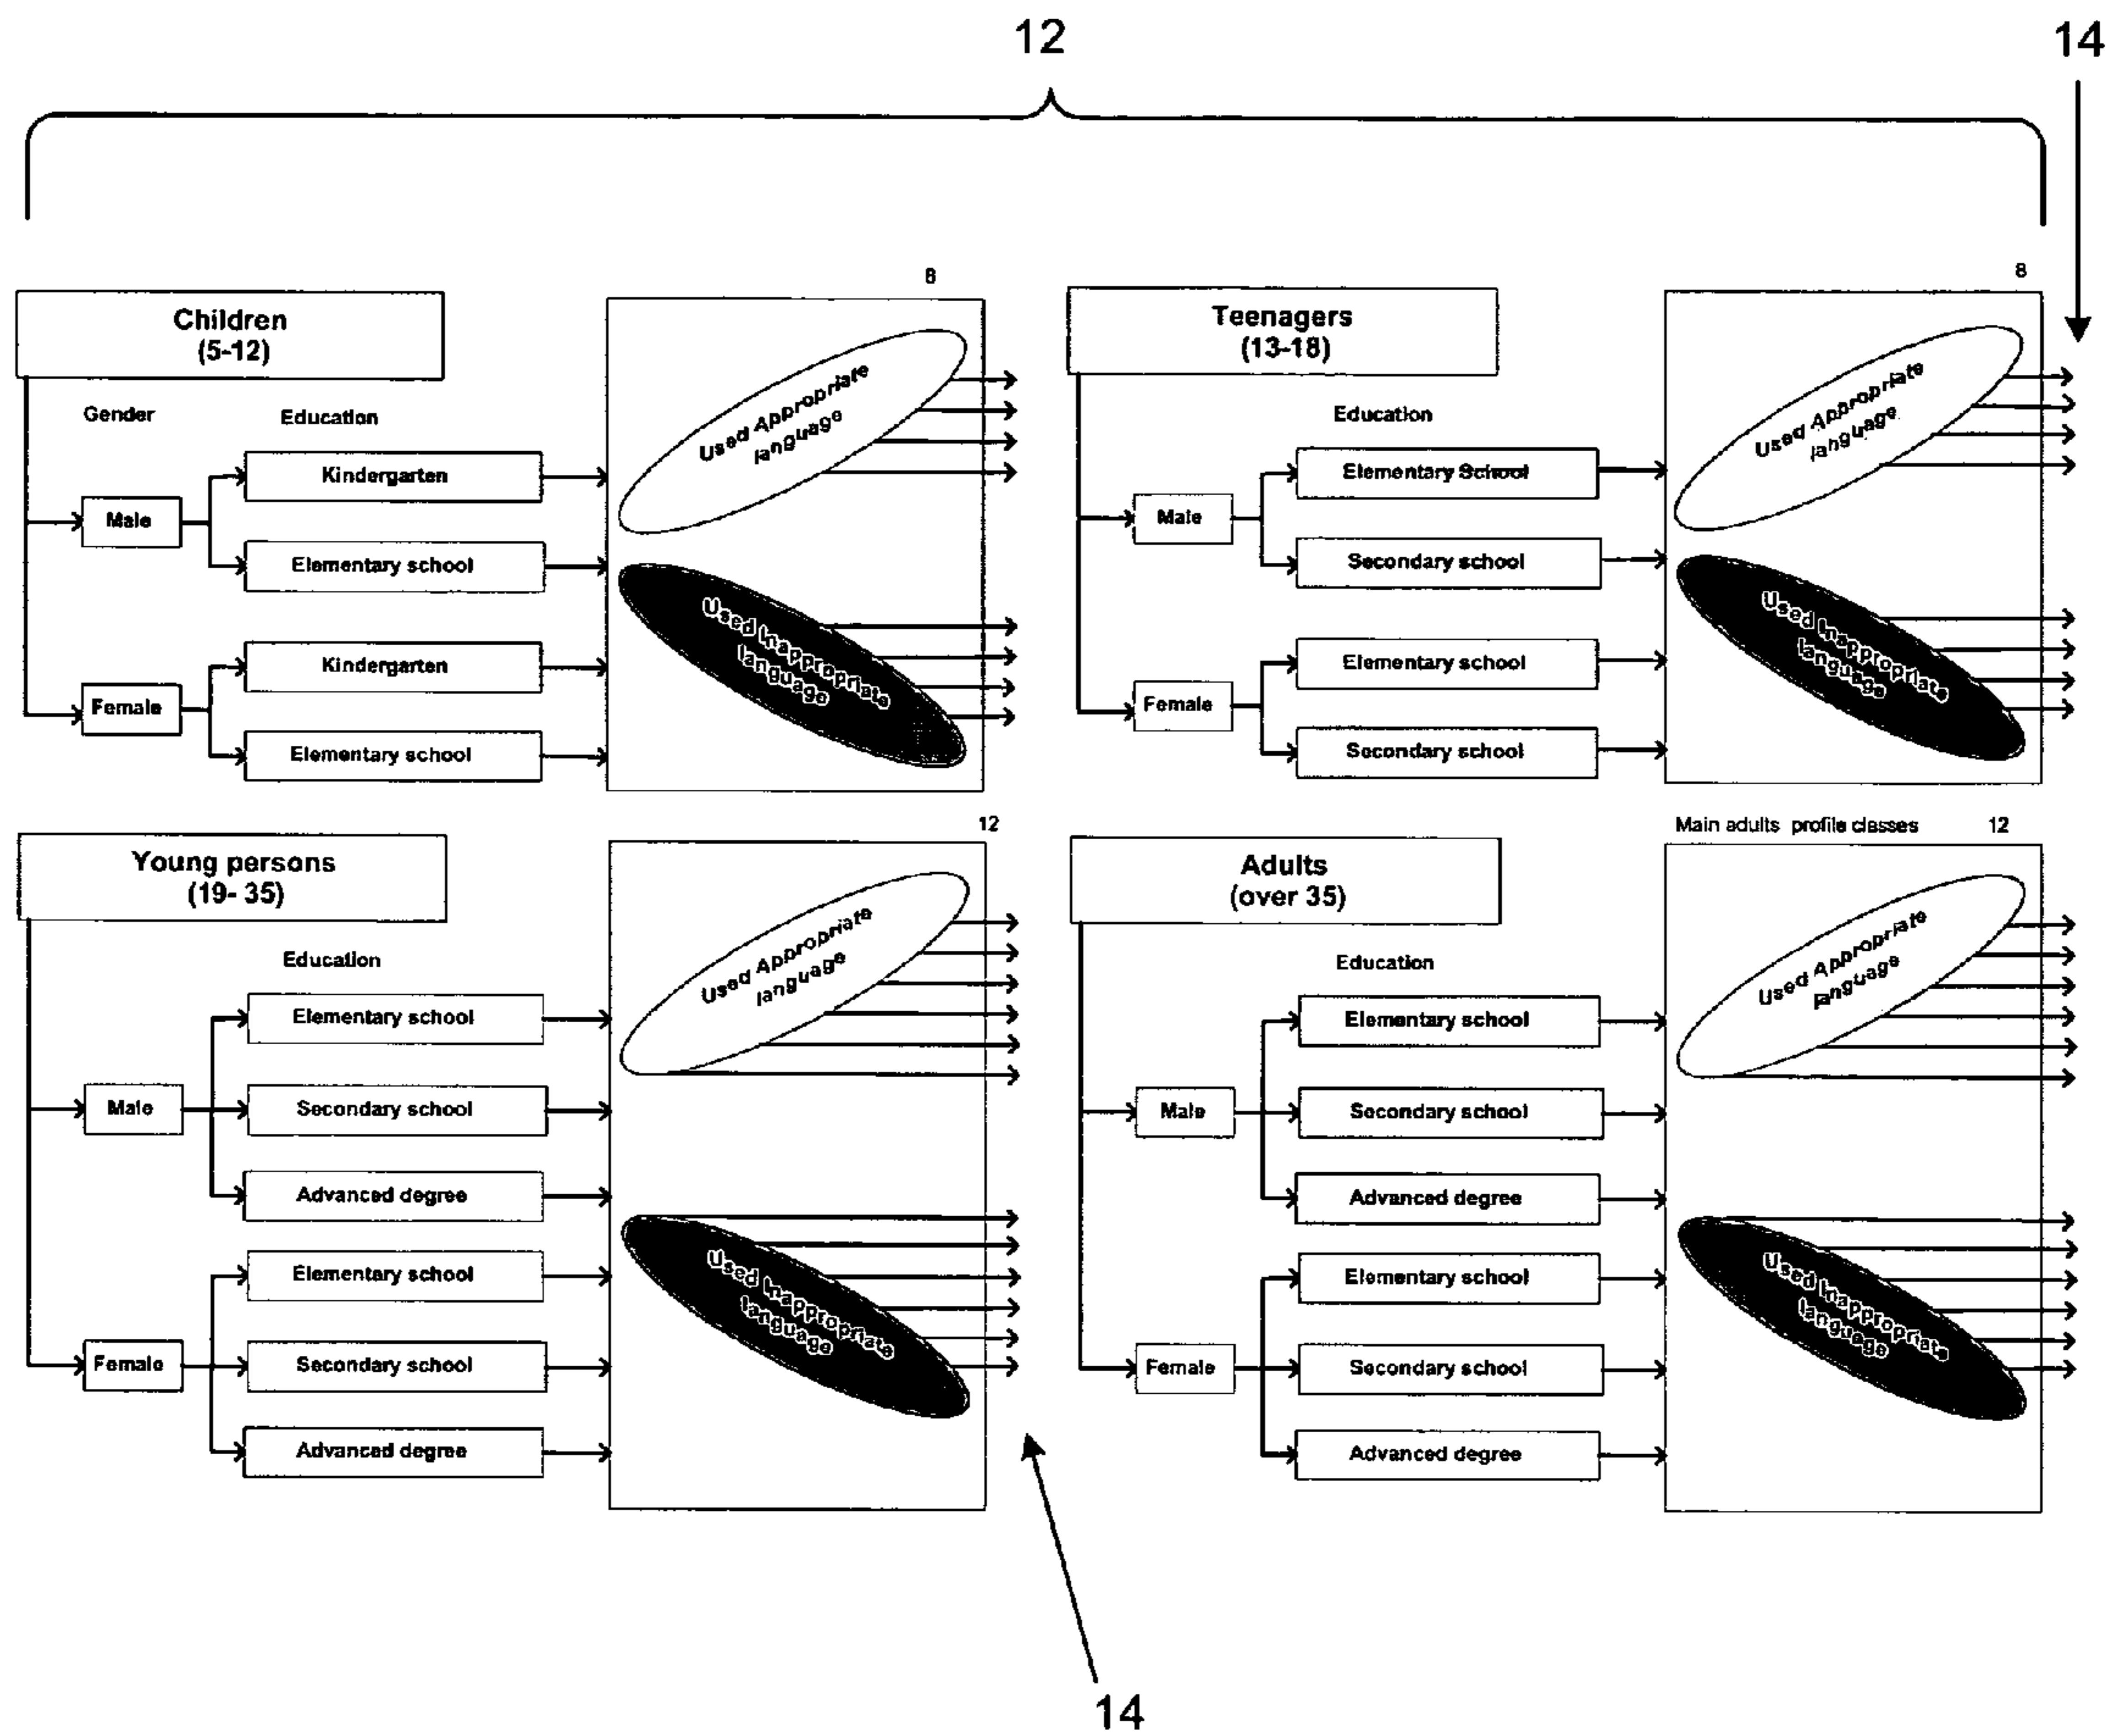 12
14
8
Children
(5-12)
Gender
Education
Male
Kindergarten
Elementary school
Female
Kindergarten
Elementary school
Used Appropriate
language
Used Inappropriate
language
8
Teenagers
(13-18)
Education
Male
Elementary School
Secondary school
Female
Elementary school
Secondary school
Used Appropriate
language
Used Inappropriate
language
12
Young persons
(19- 35)
Education
Male
Elementary school
Secondary school
Advanced degree
Female
Elementary school
Secondary school
Advanced degree
Used Appropriate
language
Used Inappropriate
language
Main adults profile classes 12
Adults
(over 35)
Education
Male
Elementary school
Secondary school
Advanced degree
Female
Elementary school
Secondary school
Advanced degree
Used Appropriate
language
Used Inappropriate
language
14